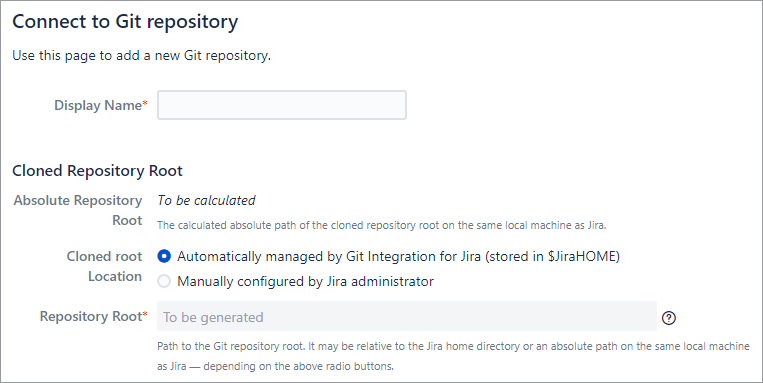 Connect to Git repository
Use this page to add a new Git repository.
Display Name*
Cloned Repository Root
Absolute Repository Root
To be calculated
The calculated absolute path of the cloned repository root on the same local machine as Jira.
Cloned root Location
Automatically managed by Git Integration for Jira (stored in $JiraHOME)
Manually configured by Jira administrator
Repository Root*
To be generated
Path to the Git repository root. It may be relative to the Jira home directory or an absolute path on the same local machine
as Jira — depending on the above radio buttons.